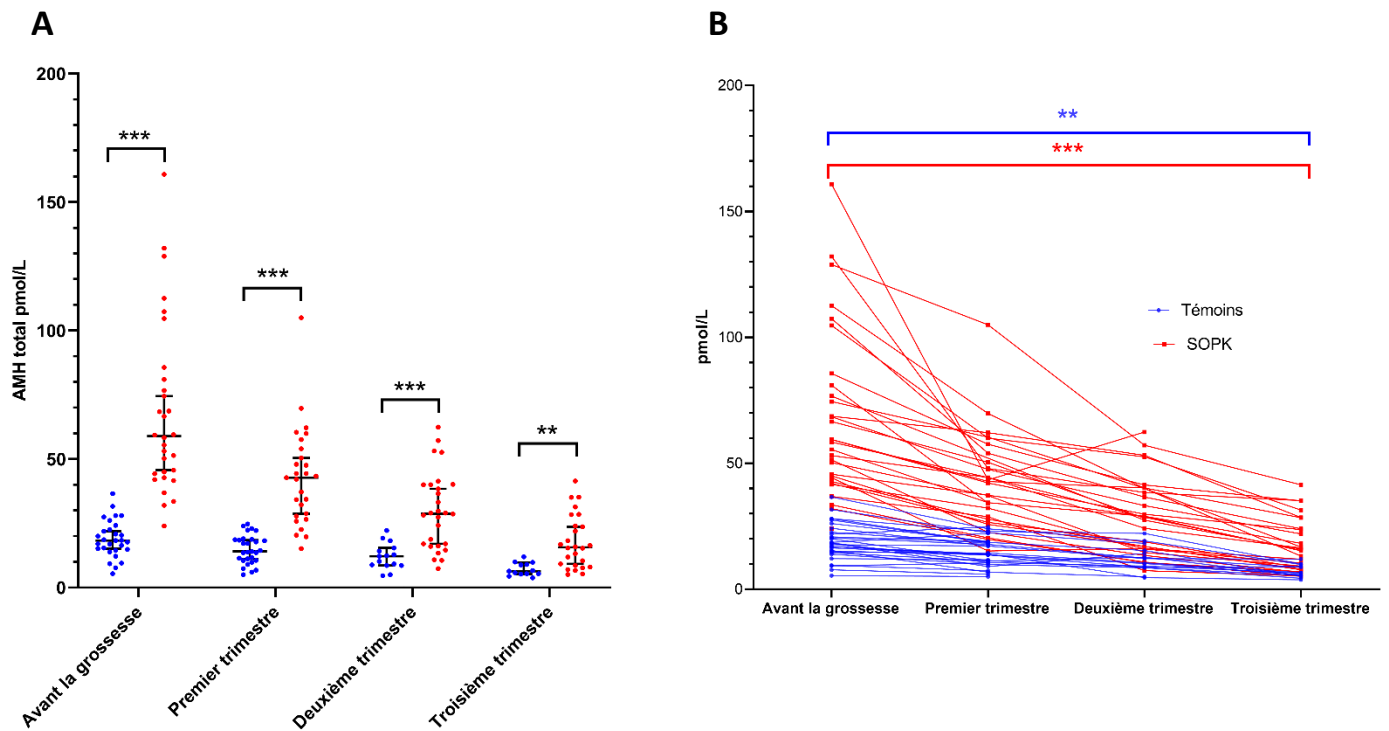 A
AMH total pmol/L
200
150
100
50
0
***
***
***
**
Avant la grossesse
Premier trimestre
Deuxième trimestre
Troisième trimestre
B
pmol/L
200
150
100
50
0
**
***
Témoins
SOPK
Avant la grossesse Premier trimestre Deuxième trimestre Troisième trimestre